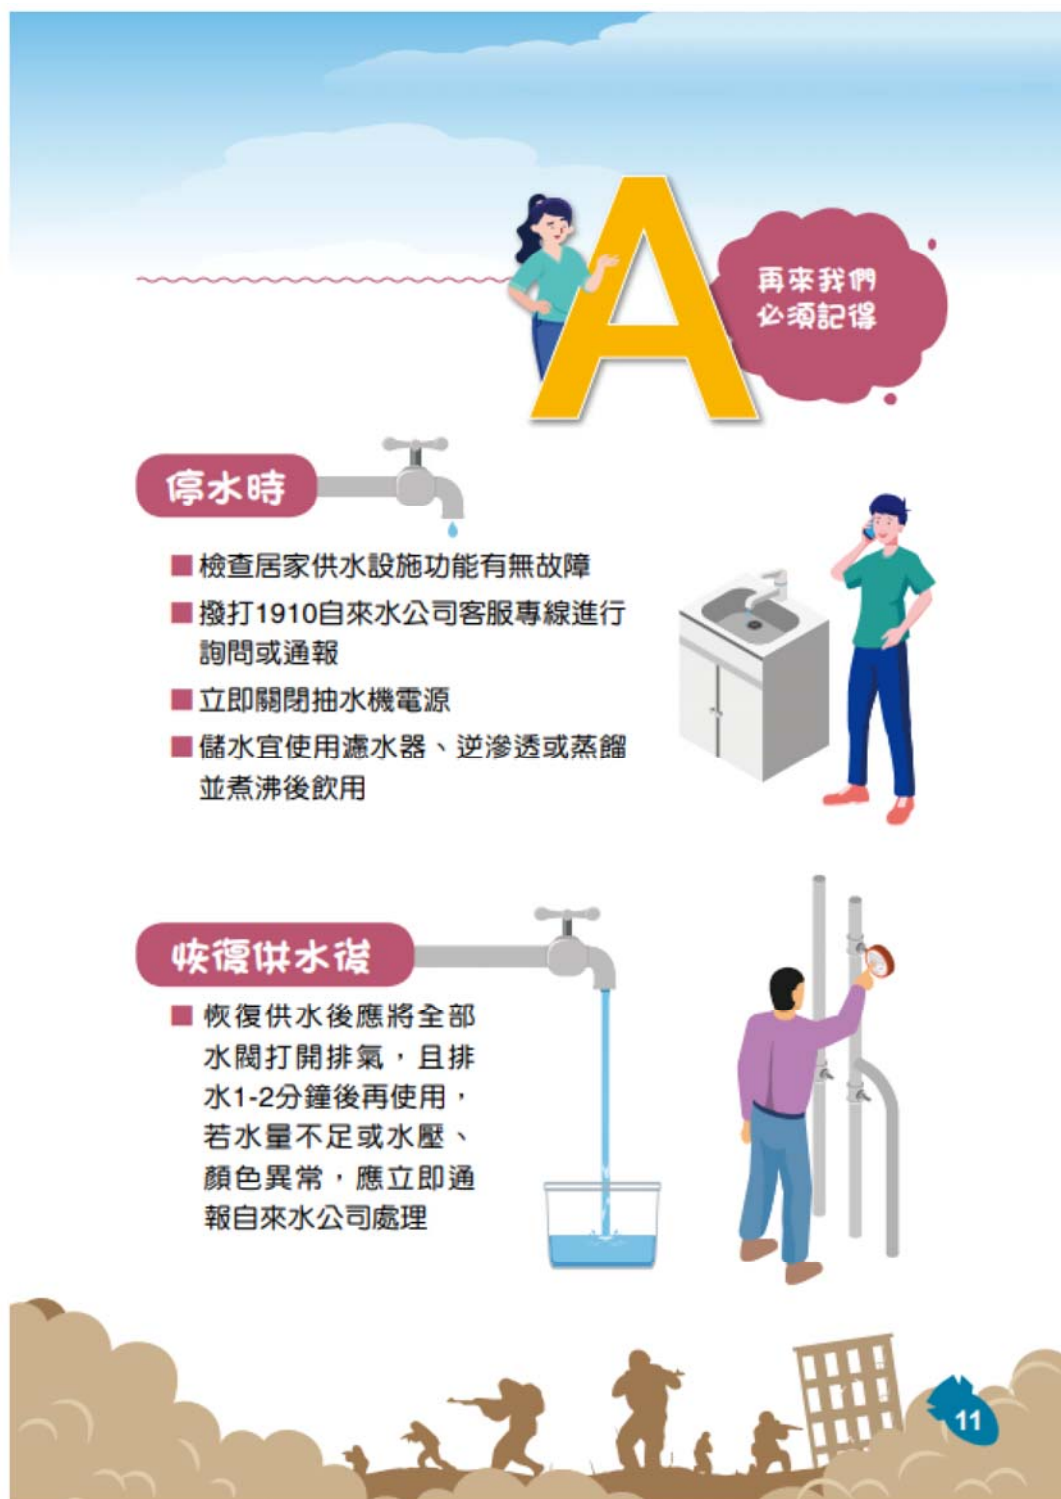 A
再來我們
必須記得
停水時
■檢查居家供水設施功能有無故障
■撥打1910自來水公司客服專線進行
詢問或通報
■立即關閉抽水機電源
■儲水宜使用濾水器、逆滲透或蒸餾
並煮沸後飲用
恢復供水後
■恢復供水後應將全部
水閥打開排氣,且排
水1-2分鐘後再使用,
若水量不足或水壓、
顏色異常,應立即通
報自來水公司處理
11